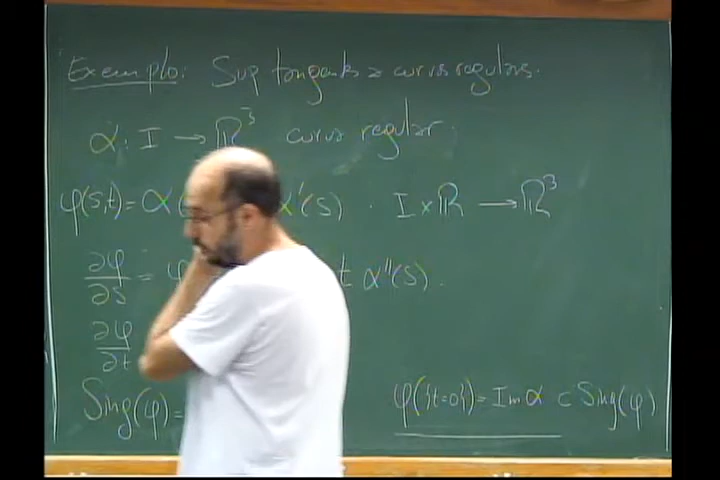 Exemplo: Sup tangentes a curvas regulares.
α: I → ℝ³ curva regular.
φ(s,t) = α( α'(s) . I × ℝ → ℝ³
∂φ/∂s = φ t α''(s).
∂φ/∂t
Sing(φ) = φ({t=0}) = Im α ⊂ Sing(φ)